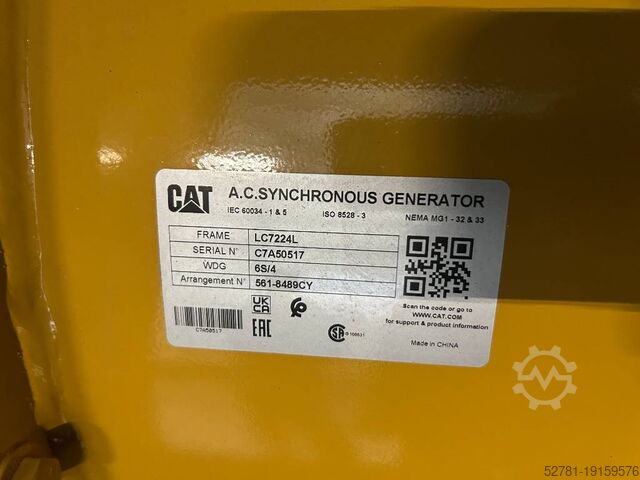 CAT A.C.SYNCHRONOUS GENERATOR
IEC 60034 - 1 & 5 ISO 8528 - 3 NEMA MG1 - 32 & 33
FRAME LC7224L
SERIAL N° C7A50517
WDG 6S/4
Arrangement N° 561-8489CY
Scan the code or go to
WWW.CAT.COM
for support & product information
UK
CA
C7A50517
EAC
Made in CHINA
52781-19159576